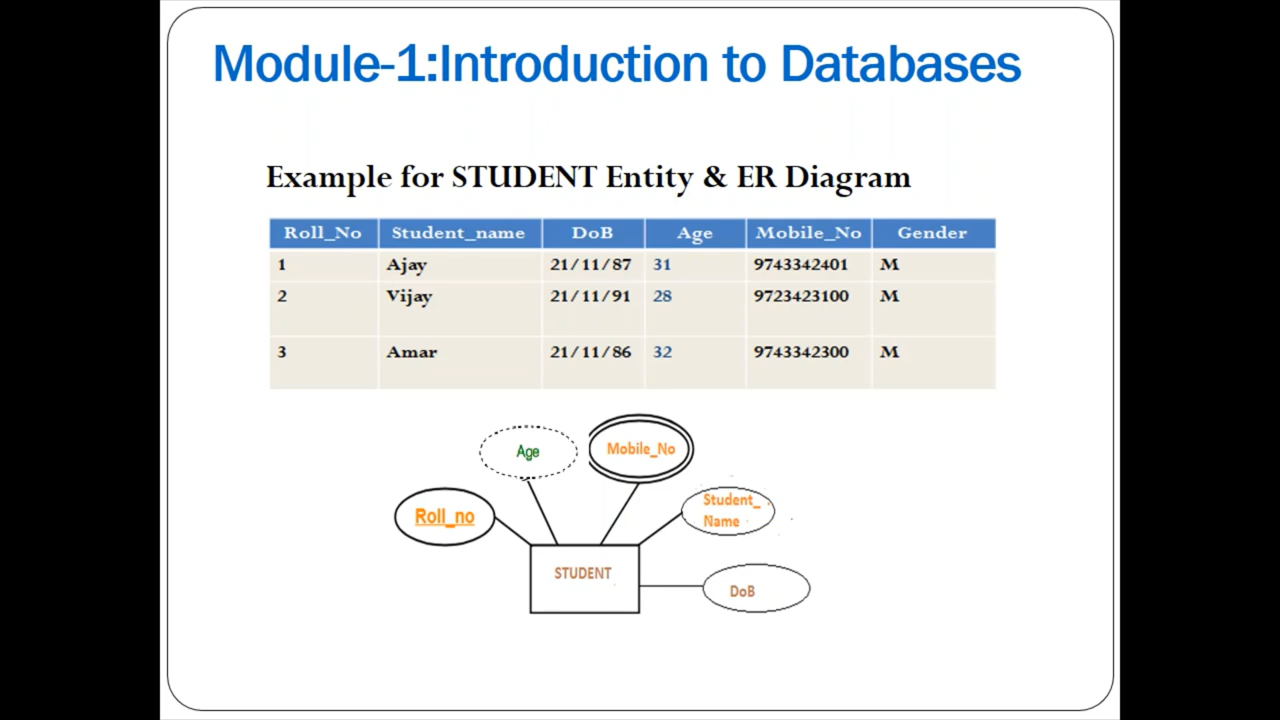 Module-1:Introduction to Databases
Example for STUDENT Entity & ER Diagram
Roll_No Student_name DoB Age Mobile_No Gender
1 Ajay 21/11/87 31 9743342401 M
2 Vijay 21/11/91 28 9723423100 M
3 Amar 21/11/86 32 9743342300 M
Age
Mobile_No
Roll_no
Student_
Name
STUDENT
DoB